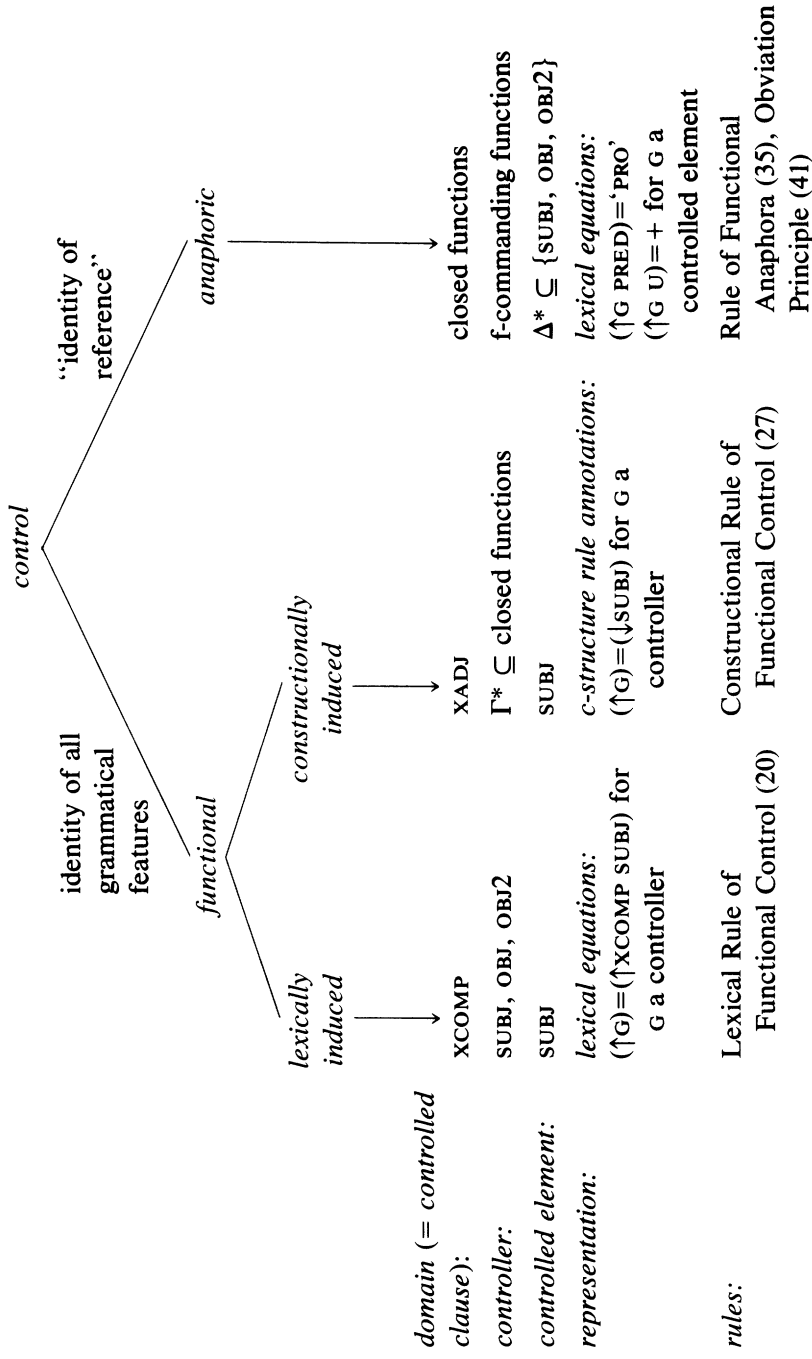 control
identity of all
grammatical
features
“identity of
reference”
functional
anaphoric
lexically
induced
constructionally
induced
domain (= controlled
clause):
XCOMP
XADJ
closed functions
controller:
SUBJ, OBJ, OBJ2
Γ* ⊆ closed functions
f-commanding functions
controlled element:
SUBJ
SUBJ
Δ* ⊆ {SUBJ, OBJ, OBJ2}
representation:
lexical equations:
(↑G)=(↑XCOMP SUBJ) for
G a controller
c-structure rule annotations:
(↑G)=(↓SUBJ) for G a
controller
lexical equations:
(↑G PRED)=‘PRO’
(↑G U)=+ for G a
controlled element
rules:
Lexical Rule of
Functional Control (20)
Constructional Rule of
Functional Control (27)
Rule of Functional
Anaphora (35), Obviation
Principle (41)